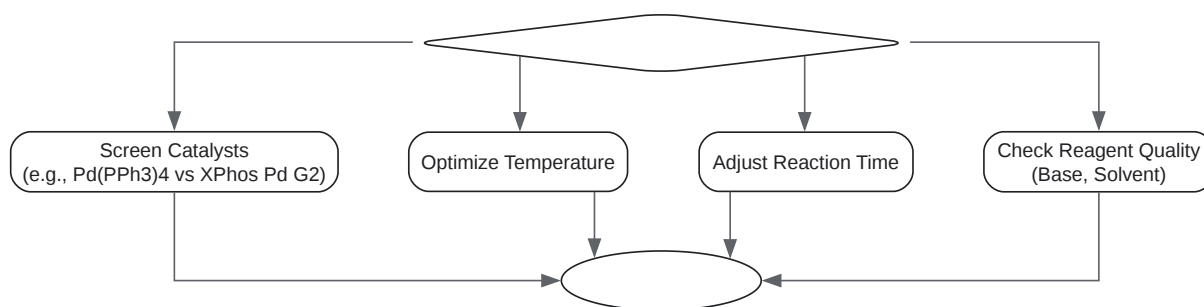 Screen Catalysts
(e.g., Pd(PPh3)4 vs XPhos Pd G2)
Optimize Temperature
Adjust Reaction Time
Check Reagent Quality
(Base, Solvent)